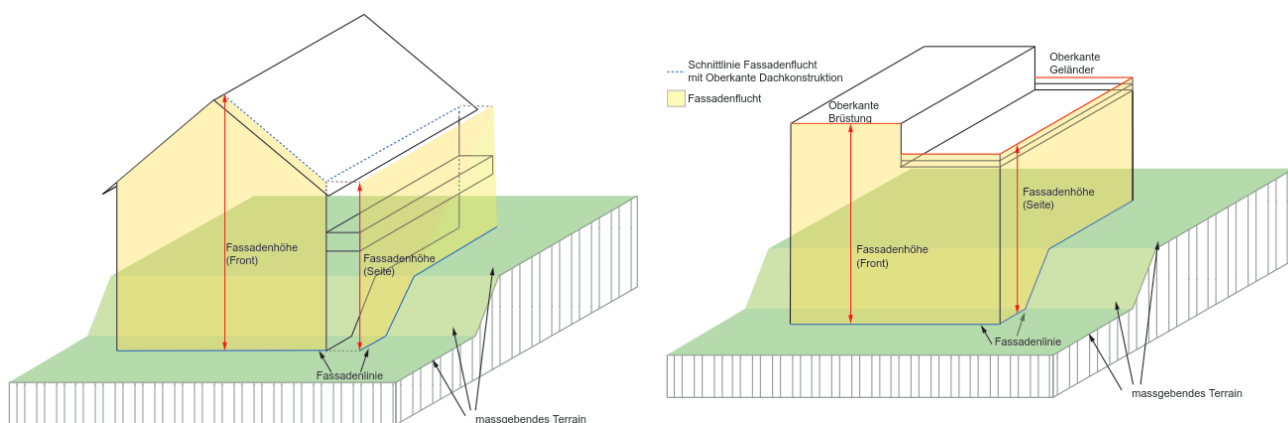 Fassadenhöhe
(Front)
Fassadenhöhe
(Seite)
Fassadenlinie
massgebendes Terrain
Schnittlinie Fassadenflucht
mit Oberkante Dachkonstruktion
Fassadenflucht
Oberkante
Brüstung
Oberkante
Geländer
Fassadenhöhe
(Seite)
Fassadenhöhe
(Front)
Fassadenlinie
massgebendes Terrain